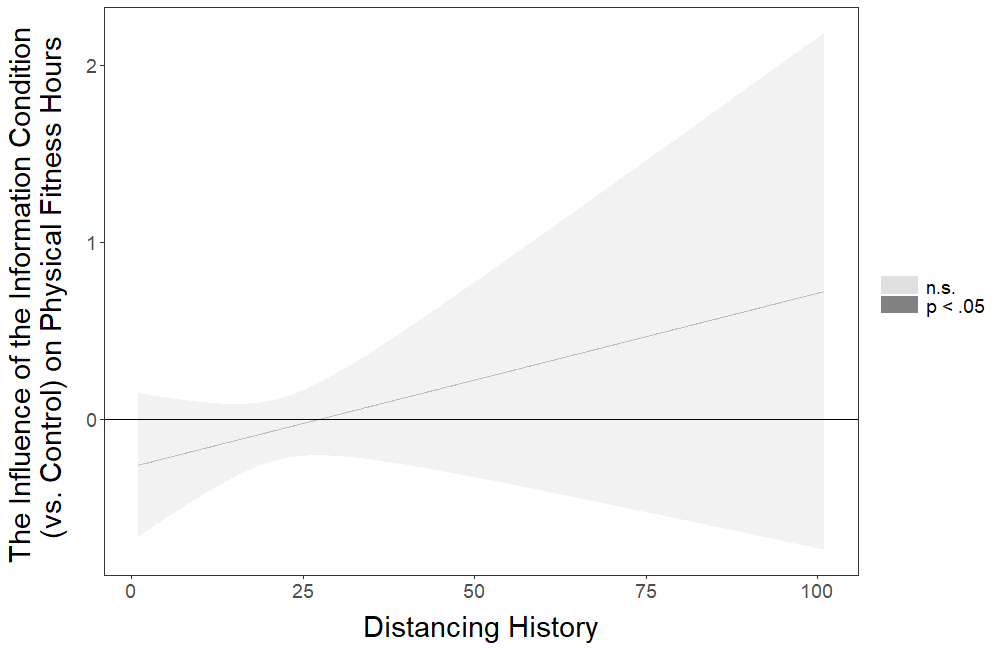 The Influence of the Information Condition
(vs. Control) on Physical Fitness Hours
2
1
0
0
25
50
75
100
Distancing History
n.s.
p < .05